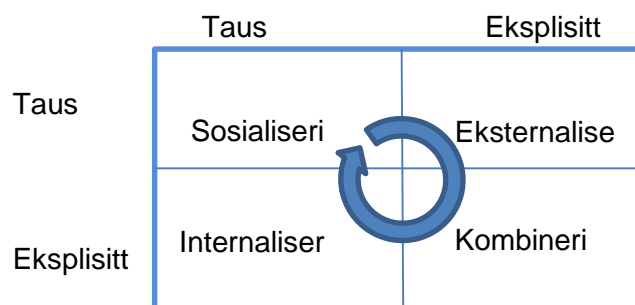 Taus Eksplisitt
Taus
Sosialiseri Eksternalise
Internaliser Kombineri
Eksplisitt